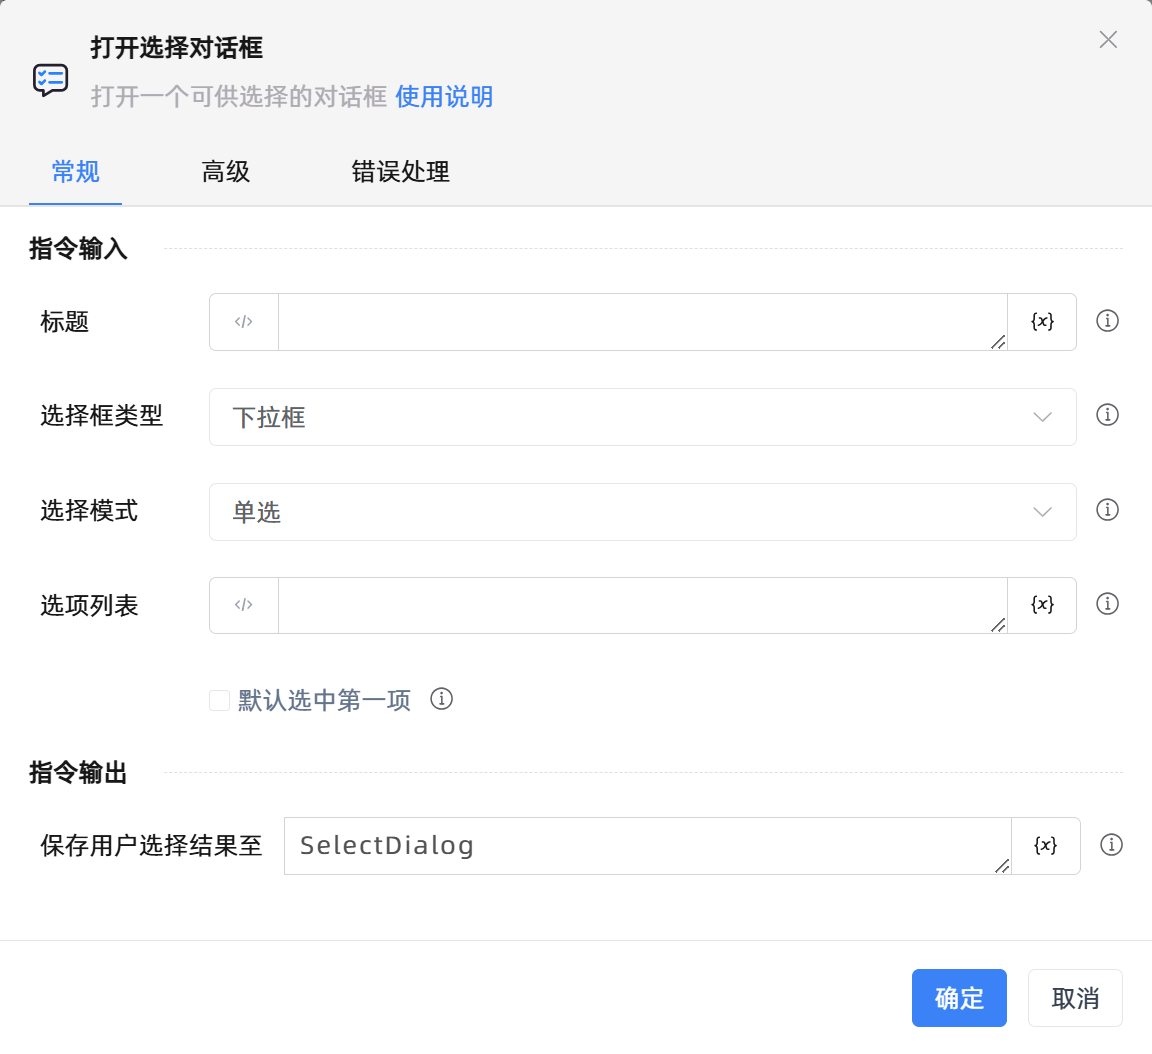 打开选择对话框
打开一个可供选择的对话框 使用说明
常规 高级 错误处理
指令输入
标题 </> {x}
选择框类型 下拉框
选择模式 单选
选项列表 </> {x}
默认选中第一项
指令输出
保存用户选择结果至 SelectDialog {x}
确定 取消